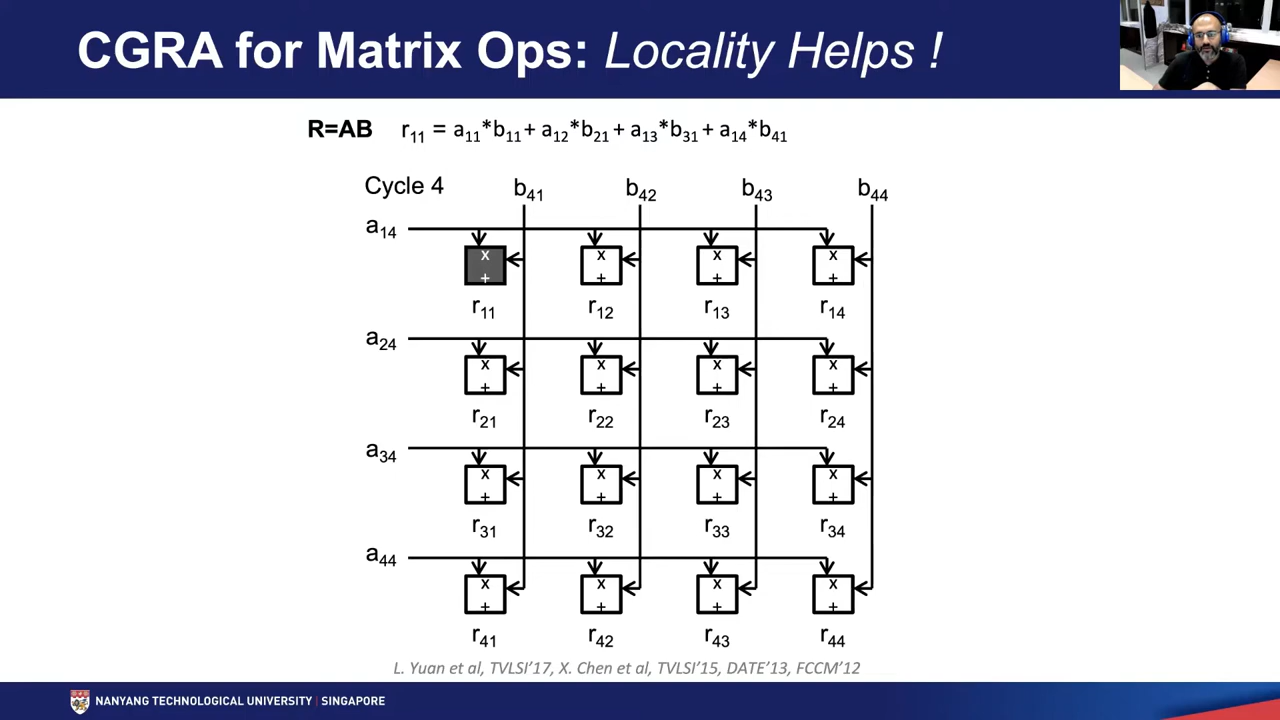 CGRA for Matrix Ops: Locality Helps !
R=AB r₁₁ = a₁₁*b₁₁+ a₁₂*b₂₁+ a₁₃*b₃₁+ a₁₄*b₄₁
Cycle 4 b₄₁ b₄₂ b₄₃ b₄₄
a₁₄
x x x x
+ + + +
r₁₁ r₁₂ r₁₃ r₁₄
a₂₄
x x x x
+ + + +
r₂₁ r₂₂ r₂₃ r₂₄
a₃₄
x x x x
+ + + +
r₃₁ r₃₂ r₃₃ r₃₄
a₄₄
x x x x
+ + + +
r₄₁ r₄₂ r₄₃ r₄₄
L. Yuan et al, TVLSI'17, X. Chen et al, TVLSI'15, DATE'13, FCCM'12
NANYANG TECHNOLOGICAL UNIVERSITY | SINGAPORE